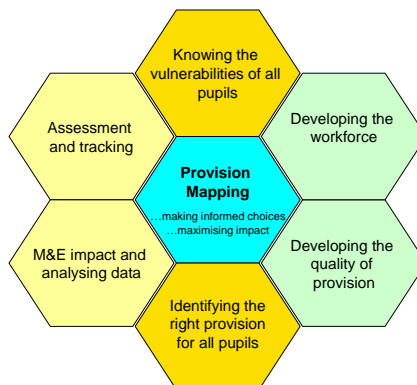 Knowing the
vulnerabilities of all
pupils
Assessment
and tracking
Developing the
workforce
Provision
Mapping
…making informed choices
…maximising impact
M&E impact and
analysing data
Developing the
quality of
provision
Identifying the
right provision
for all pupils